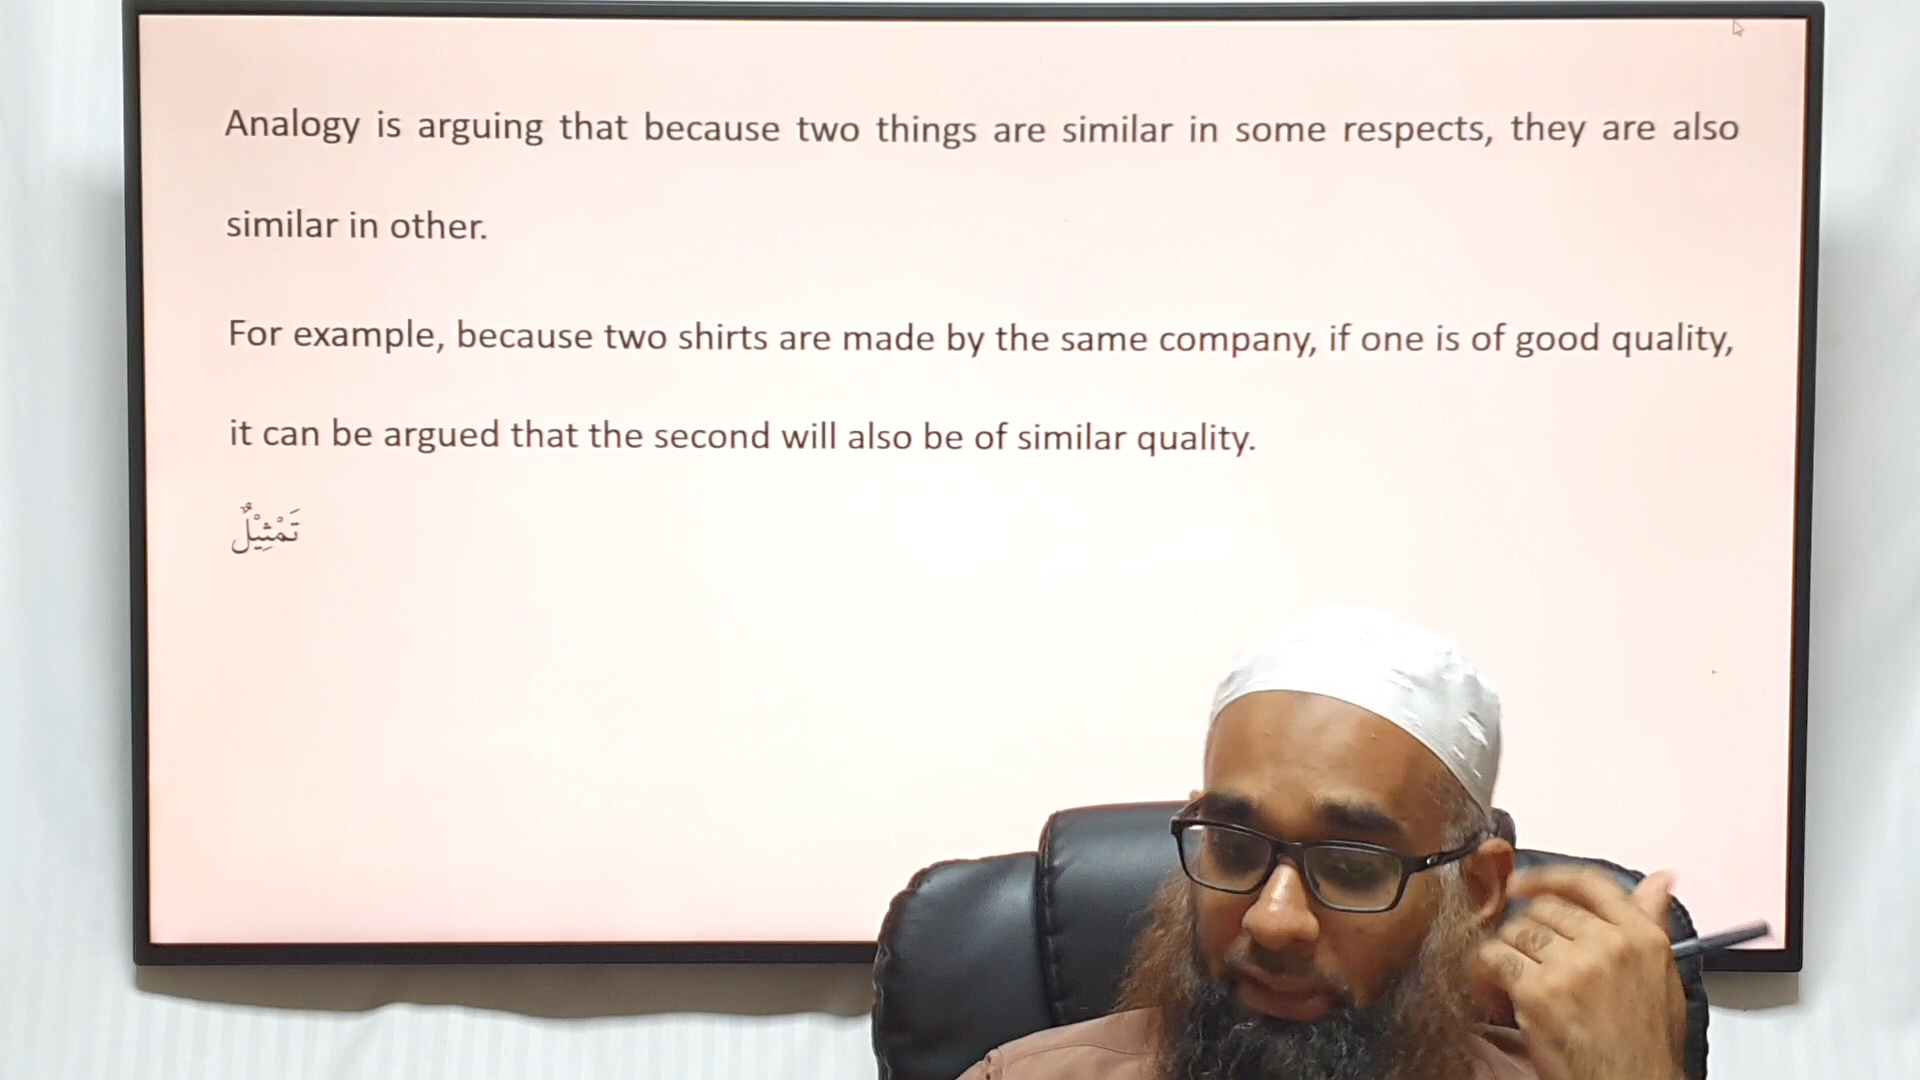 Analogy is arguing that because two things are similar in some respects, they are also
similar in other.
For example, because two shirts are made by the same company, if one is of good quality,
it can be argued that the second will also be of similar quality.
تَمْثِيْلٌ